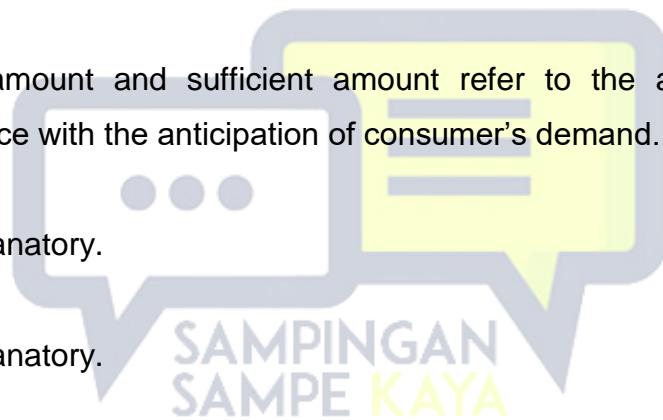 amount and sufficient amount refer to the a
ce with the anticipation of consumer's demand.
anatory.
SAMPINGAN
anatory.
SAMPE KAYA